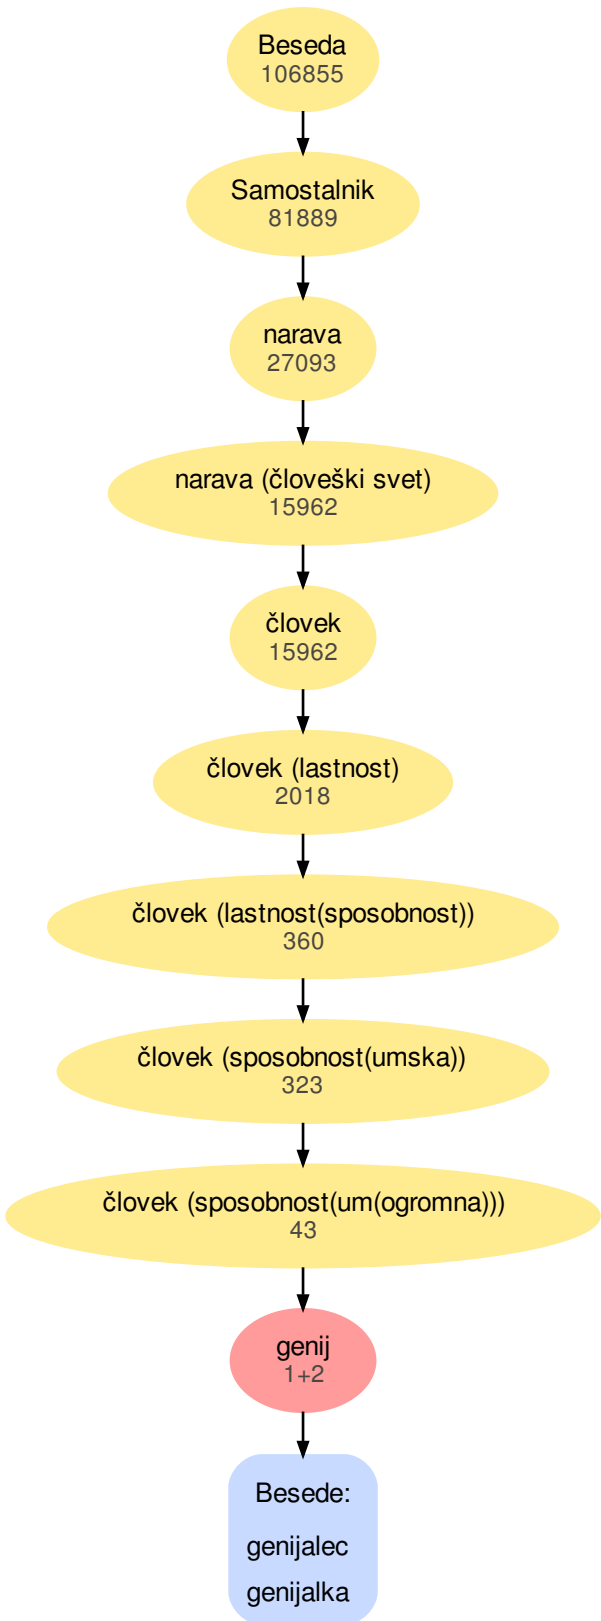 Beseda
106855
Samostalnik
81889
narava
27093
narava (človeški svet)
15962
človek
15962
človek (lastnost)
2018
človek (lastnost(sposobnost))
360
človek (sposobnost(umska))
323
človek (sposobnost(um(ogromna)))
43
genij
1+2
Besede:
genijalec
genijalka